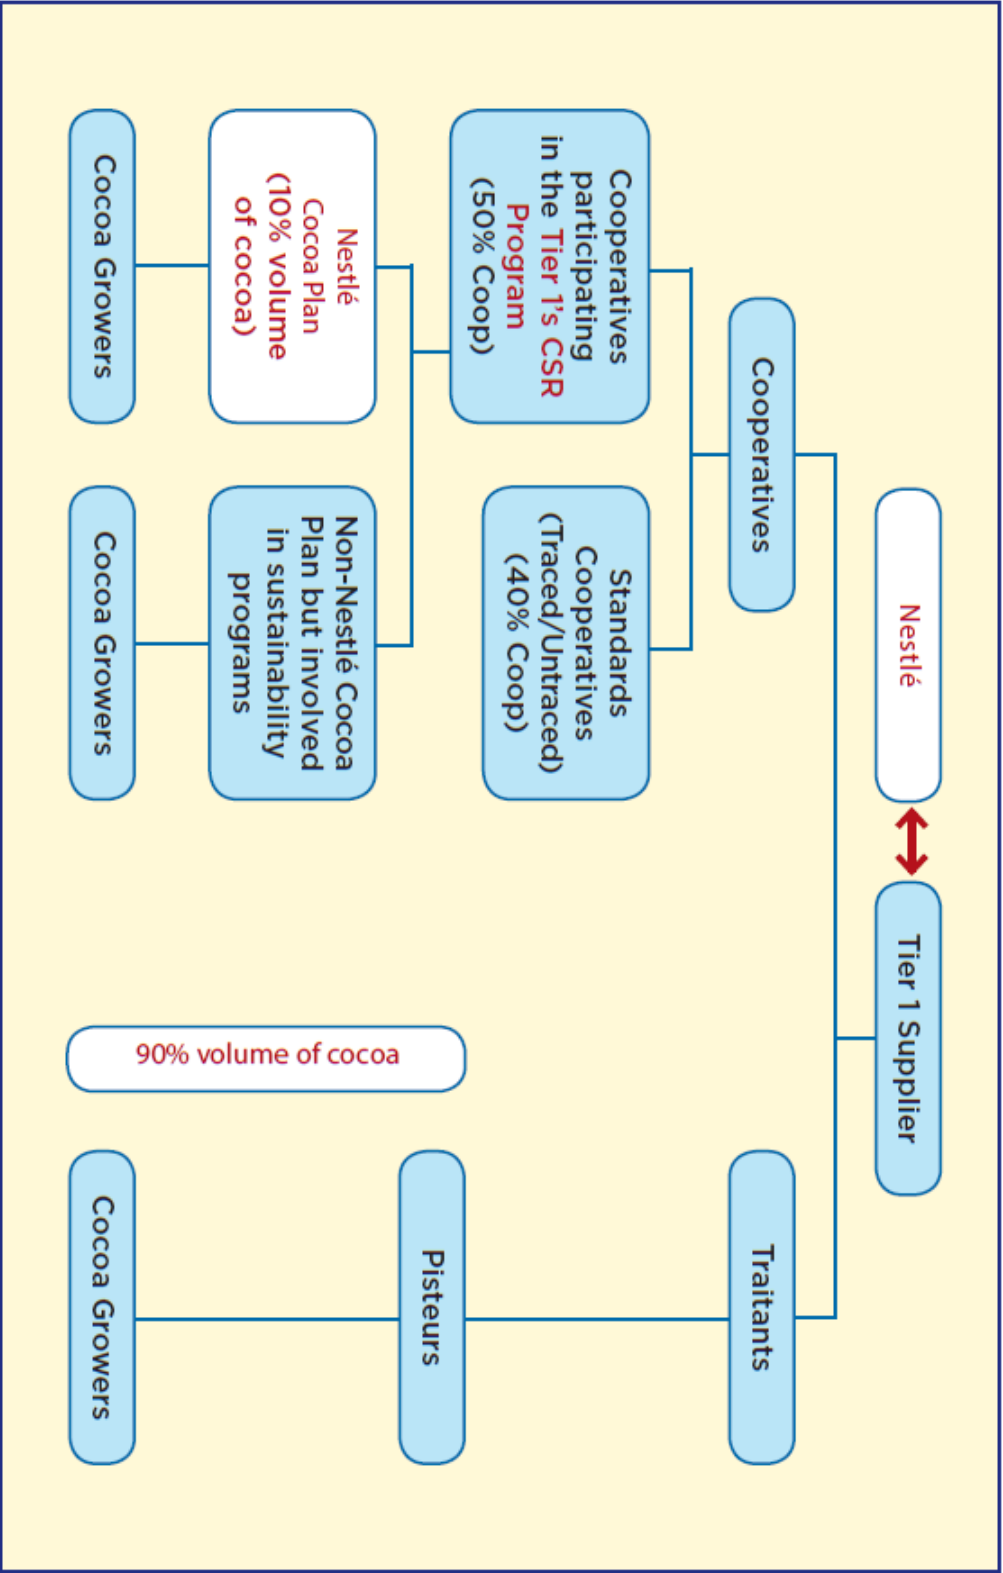 Nestlé
Tier 1 Supplier
Cooperatives
Traitants
Cooperatives
participating
in the Tier 1's CSR
Program
(50% Coop)
Standards
Cooperatives
(Traced/Untraced)
(40% Coop)
Nestlé
Cocoa Plan
(10% volume
of cocoa)
Non-Nestlé Cocoa
Plan but involved
in sustainability
programs
90% volume of cocoa
Pisteurs
Cocoa Growers
Cocoa Growers
Cocoa Growers